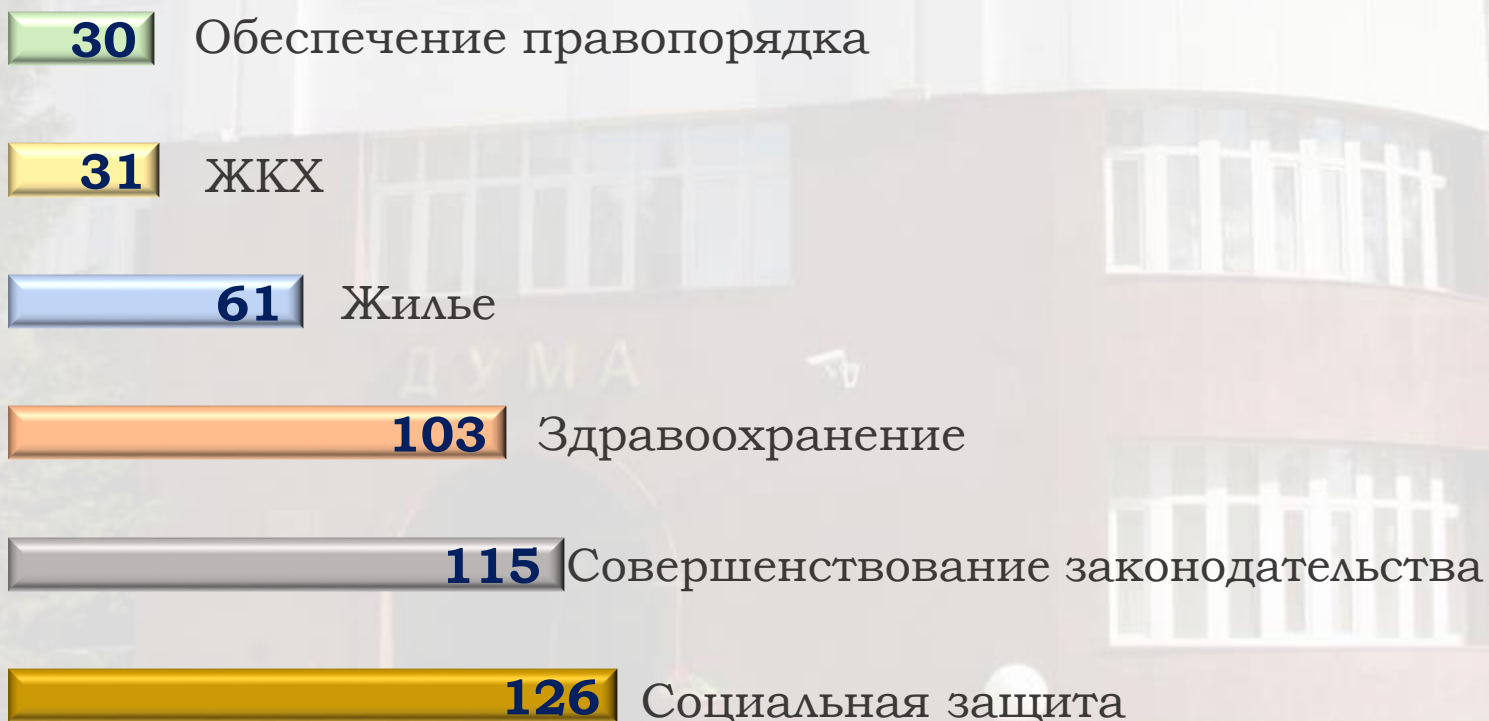 30 Обеспечение правопорядка
31 ЖКХ
61 Жилье
ДУМА
103 Здравоохранение
115 Совершенствование законодательства
126 Социальная защита